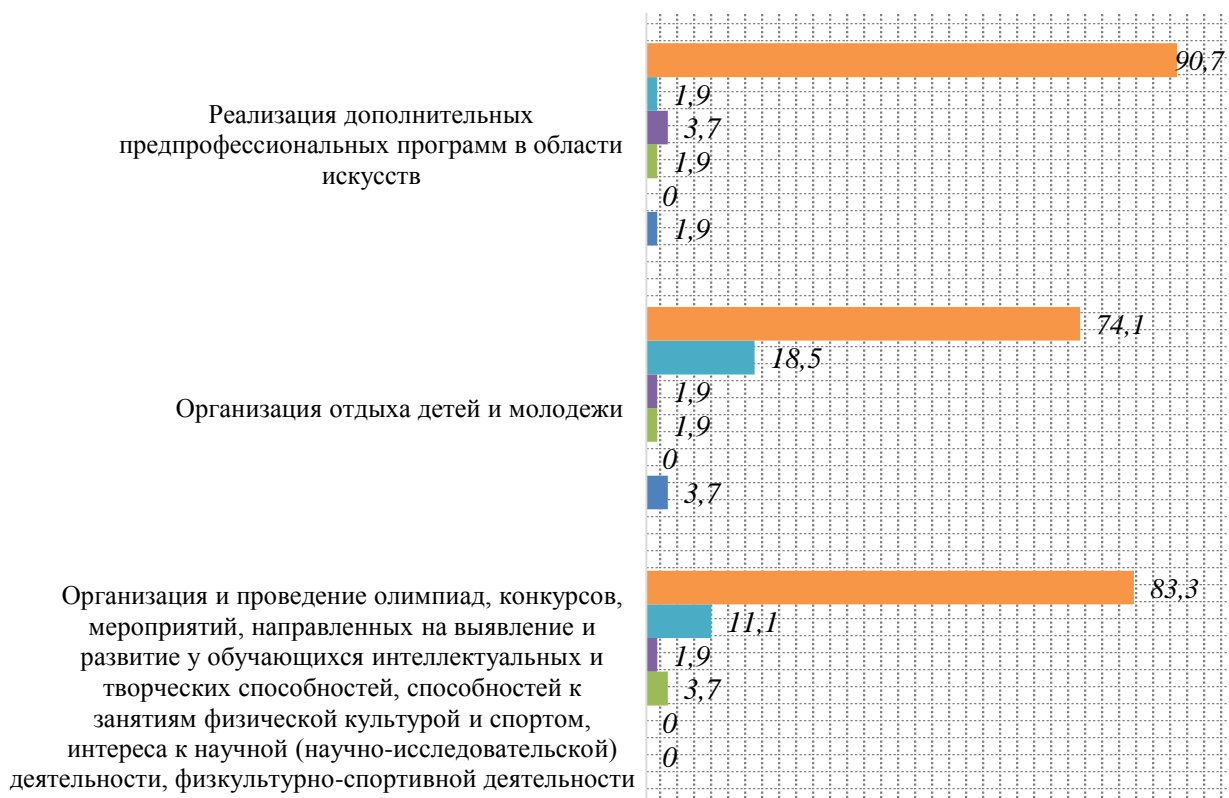 90,7
1,9
Реализация дополнительных
3,7
предпрофессиональных программ в области
1,9
искусств
0
1,9
74,1
18,5
1,9
Организация отдыха детей и молодежи
1,9
0
3,7
83,3
Организация и проведение олимпиад, конкурсов,
11,1
мероприятий, направленных на выявление и
развитие у обучающихся интеллектуальных и
1,9
творческих способностей, способностей к
3,7
занятиям физической культурой и спортом,
0
интереса к научной (научно-исследовательской)
0
деятельности, физкультурно-спортивной деятельности